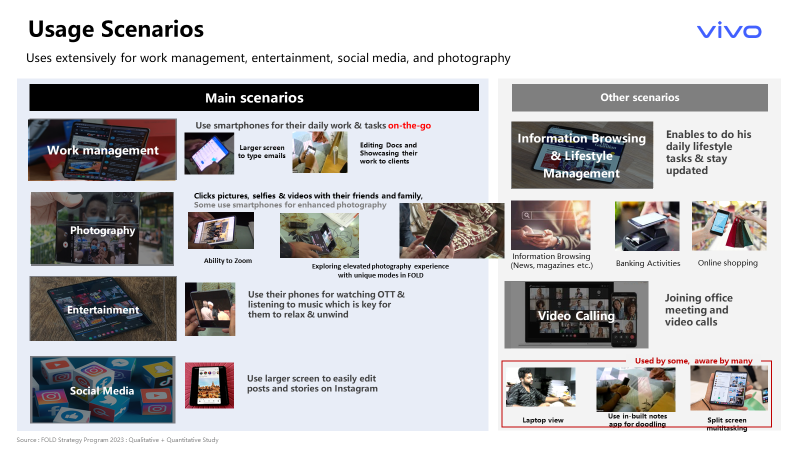 Usage Scenarios
vivo
Uses extensively for work management, entertainment, social media, and photography
Main scenarios
Work management
Use smartphones for their daily work & tasks on-the-go
Larger screen
to type emails
Editing Docs and
Showcasing their
work to clients
Photography
Clicks pictures, selfies & videos with their friends and family,
Some use smartphones for enhanced photography
Ability to Zoom
Exploring elevated photography experience
with unique modes in FOLD
Entertainment
Use their phones for watching OTT &
listening to music which is key for
them to relax & unwind
Social Media
Use larger screen to easily edit
posts and stories on Instagram
Other scenarios
Information Browsing
& Lifestyle
Management
Enables to do his
daily lifestyle
tasks & stay
updated
Information Browsing
(News, magazines etc.)
Banking Activities
Online shopping
Video Calling
Joining office
meeting and
video calls
Used by some, aware by many
Laptop view
Use in-built notes
app for doodling
Split screen
multitasking
Source : FOLD Strategy Program 2023 : Qualitative + Quantitative Study